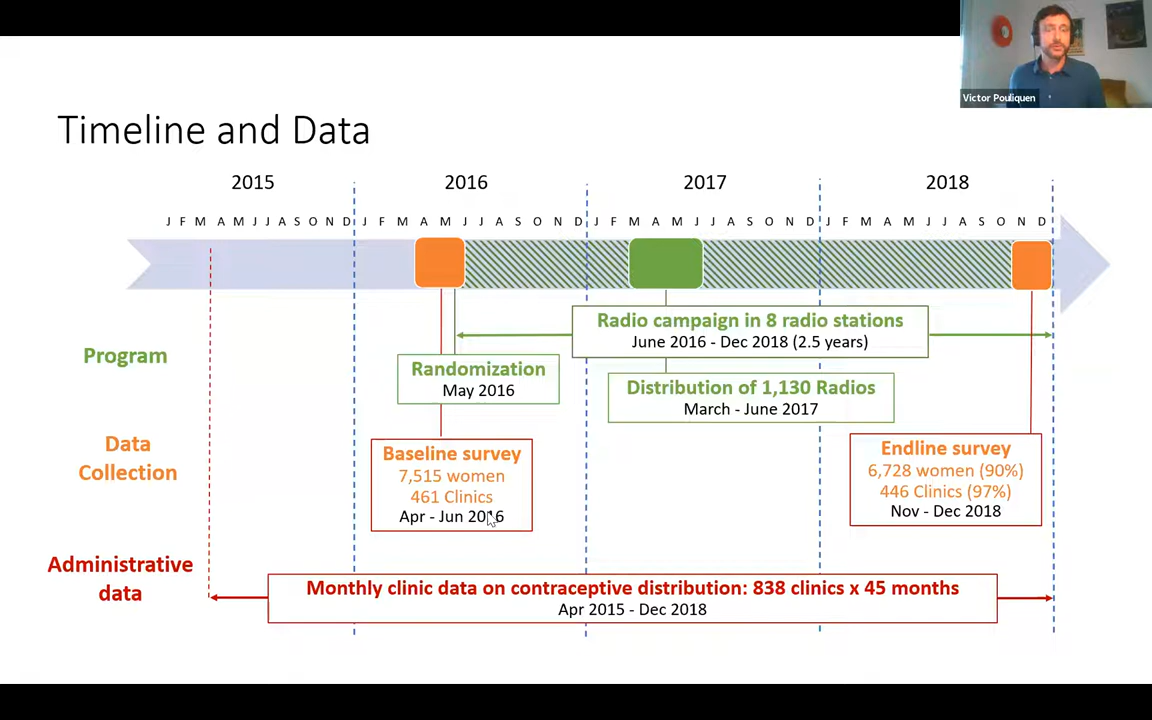 Victor Pouliquen
Timeline and Data
2015 2016 2017 2018
J F M A M J J A S O N D J F M A M J J A S O N D J F M A M J J A S O N D J F M A M J J A S O N D
Radio campaign in 8 radio stations
June 2016 - Dec 2018 (2.5 years)
Program
Randomization
May 2016
Distribution of 1,130 Radios
March - June 2017
Data
Collection
Baseline survey
7,515 women
461 Clinics
Apr - Jun 2016
Endline survey
6,728 women (90%)
446 Clinics (97%)
Nov - Dec 2018
Administrative
data
Monthly clinic data on contraceptive distribution: 838 clinics x 45 months
Apr 2015 - Dec 2018